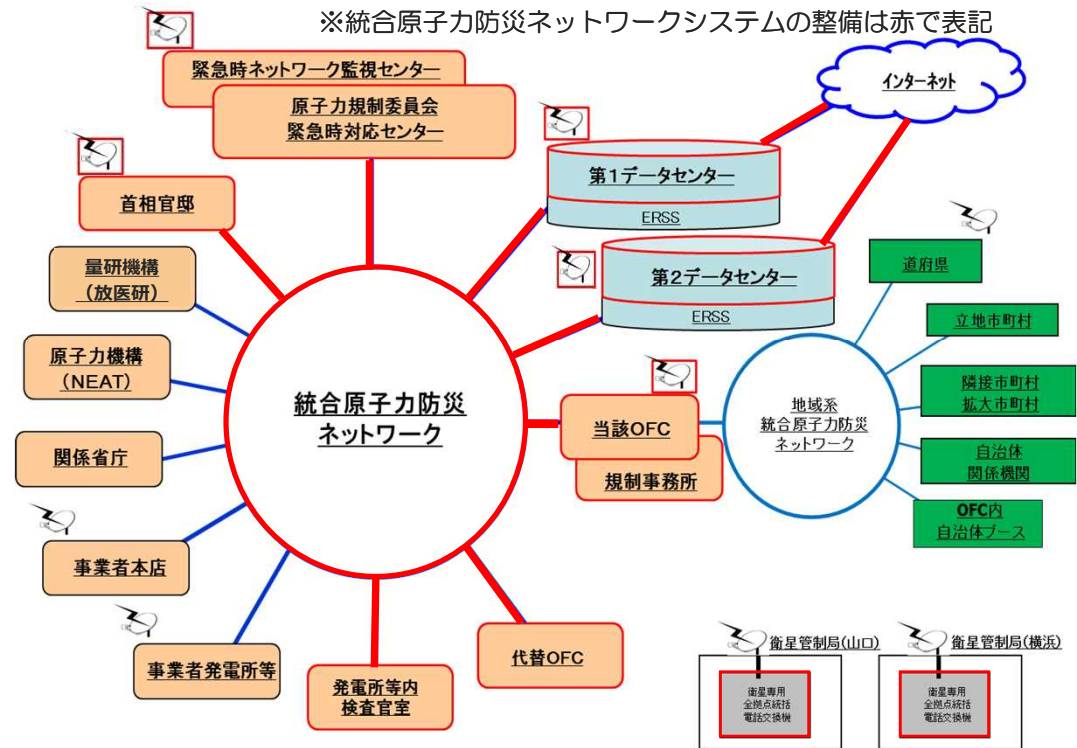 ※統合原子力防災ネットワークシステムの整備は赤で表記
緊急時ネットワーク監視センター
原子力規制委員会
緊急時対応センター
インターネット
首相官邸
第1データセンター
ERSS
量研機構
(放医研)
第2データセンター
ERSS
道府県
立地市町村
原子力機構
(NEAT)
隣接市町村
拡大市町村
統合原子力防災
ネットワーク
当該OFC
規制事務所
地域系
統合原子力防災
ネットワーク
関係省庁
自治体
関係機関
OFC内
自治体ブース
事業者本店
事業者発電所等
発電所等内
検査官室
代替OFC
衛星管制局(山口)
衛星専用
全拠点統括
電話交換機
衛星管制局(横浜)
衛星専用
全拠点統括
電話交換機